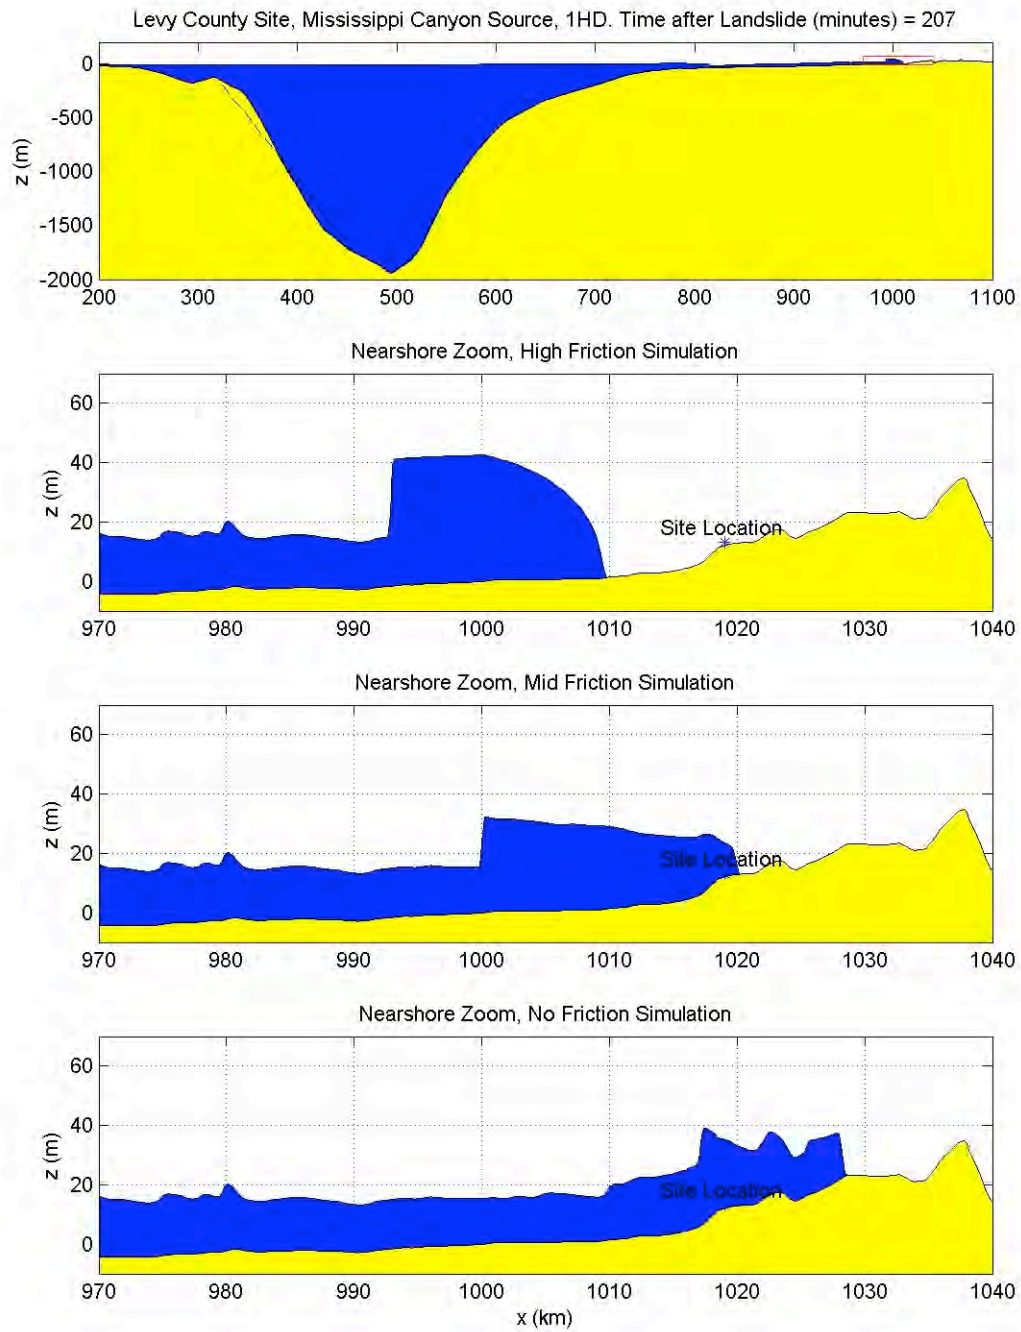 Levy County Site, Mississippi Canyon Source, 1HD. Time after Landslide (minutes) = 207
0
-500
-1000
-1500
-2000
z (m)
200 300 400 500 600 700 800 900 1000 1100
Nearshore Zoom, High Friction Simulation
60
40
20
0
z (m)
Site Location
970 980 990 1000 1010 1020 1030 1040
Nearshore Zoom, Mid Friction Simulation
60
40
20
0
z (m)
Site Location
970 980 990 1000 1010 1020 1030 1040
Nearshore Zoom, No Friction Simulation
60
40
20
0
z (m)
Site Location
970 980 990 1000 1010 1020 1030 1040
x (km)